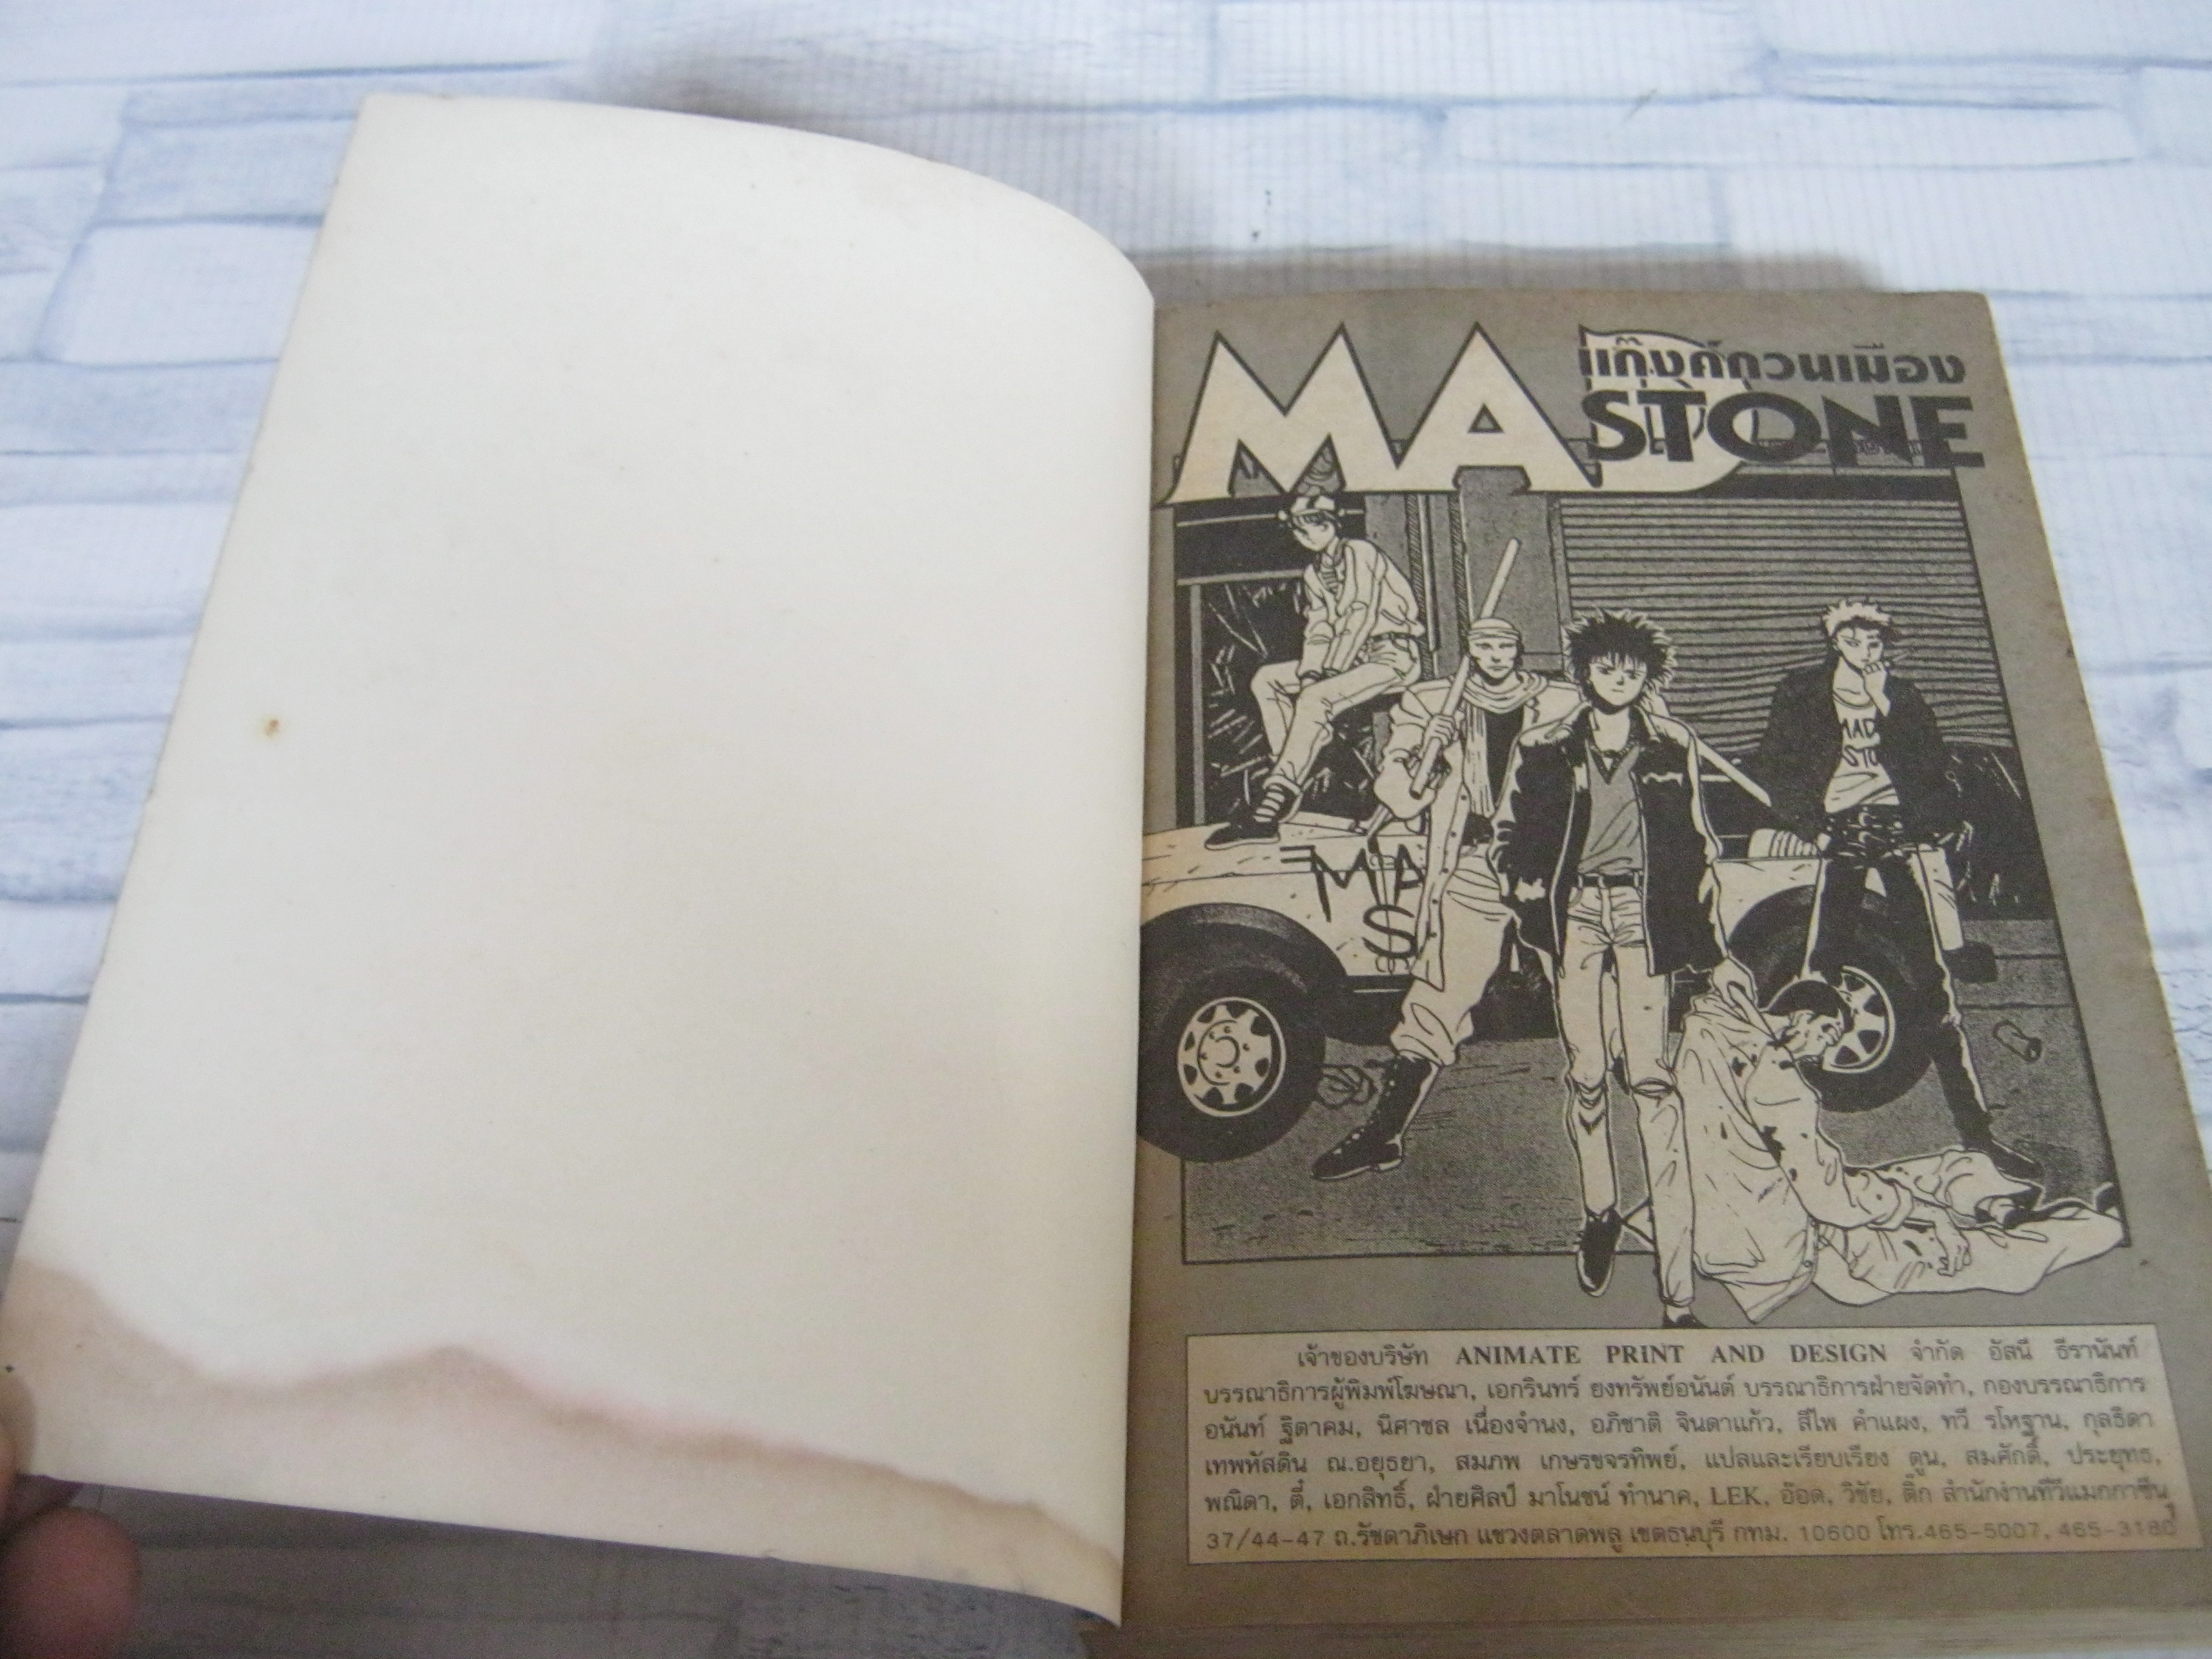 MAD
แก๊งค์กวนเมือง
STONE
MAD
STO
MA
S
เจ้าของบริษัท ANIMATE PRINT AND DESIGN จำกัด อัสนี ธีรานันท์
บรรณาธิการผู้พิมพ์โฆษณา, เอกรินทร์ ยงทรัพย์อนันต์ บรรณาธิการฝ่ายจัดทำ, กองบรรณาธิการ
อนันท์ ฐิตาคม, นิศาชล เนื่องจำนง, อภิชาติ จินดาแก้ว, สีไพ คำแผง, ทวี รโหฐาน, กุลธิดา
เทพหัสดิน ณ.อยุธยา, สมภพ เกษรขจรทิพย์, แปลและเรียบเรียง ตูน, สมศักดิ์, ประยุทธ,
พณิดา, ตี๋, เอกสิทธิ์, ฝ่ายศิลป์ มาโนชน์ ทำนาค, LEK, อ๊อด, วิชัย, ติ๊ก สำนักงานทีวีแมกกาซีน
37/44-47 ถ.รัชดาภิเษก แขวงตลาดพลู เขตธนบุรี กทม. 10600 โทร.465-5007, 465-3180